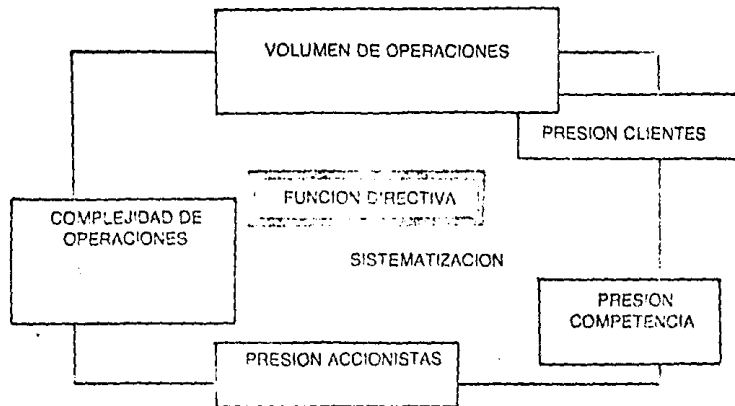 VOLUMEN DE OPERACIONES
PRESION CLIENTES
FUNCION DIRECTIVA
COMPLEJIDAD DE
OPERACIONES
SISTEMATIZACION
PRESION
COMPETENCIA
PRESION ACCIONISTAS